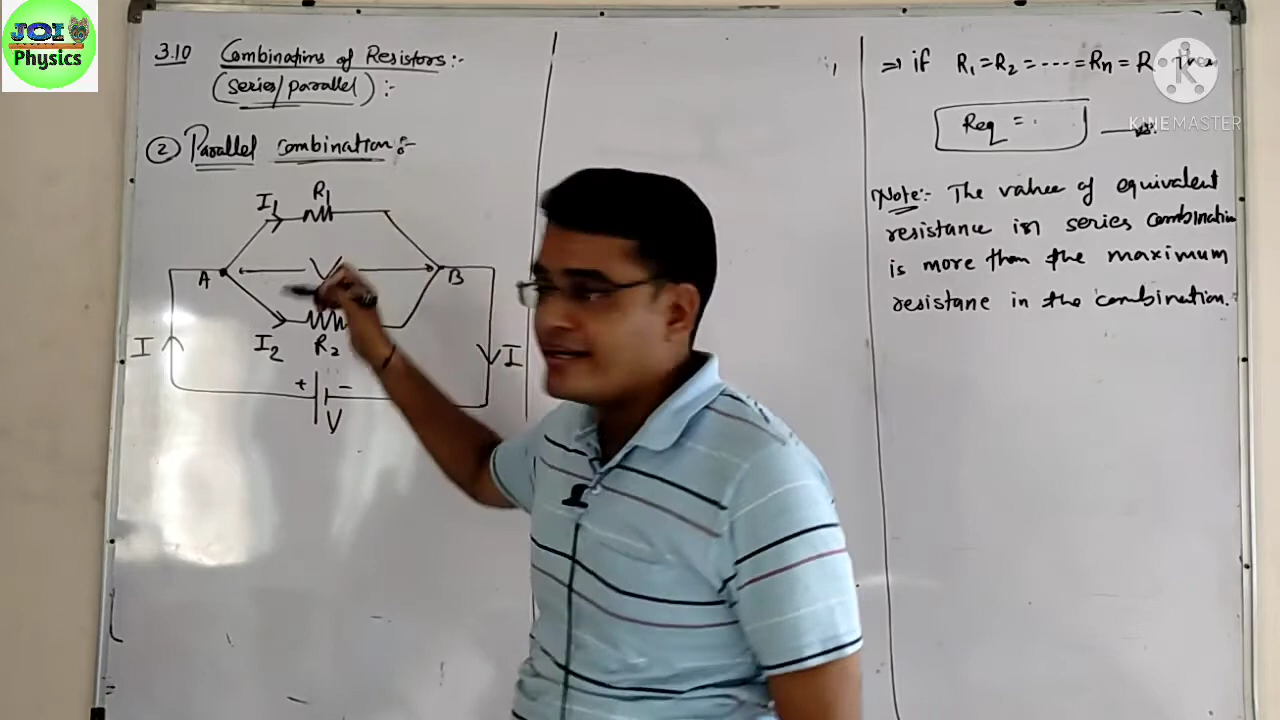 JOI
Physics
3.10 Combinations of Resistors:-
(series/parallel):-
② Parallel combination:-
I1 R1
A V B
I2 R2
I I
+ -
V
⇒ if R1 = R2 = ---- = Rn = R
Req =
KINEMASTER
Note:- The value of equivalent
resistance in series combination
is more than the maximum
resistane in the combination.